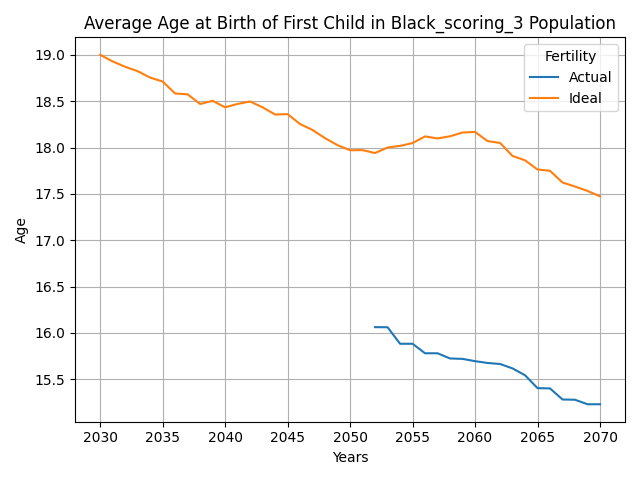 Average Age at Birth of First Child in Black_scoring_3 Population
Fertility
Actual
Ideal
Age
19.0
18.5
18.0
17.5
17.0
16.5
16.0
15.5
2030 2035 2040 2045 2050 2055 2060 2065 2070
Years